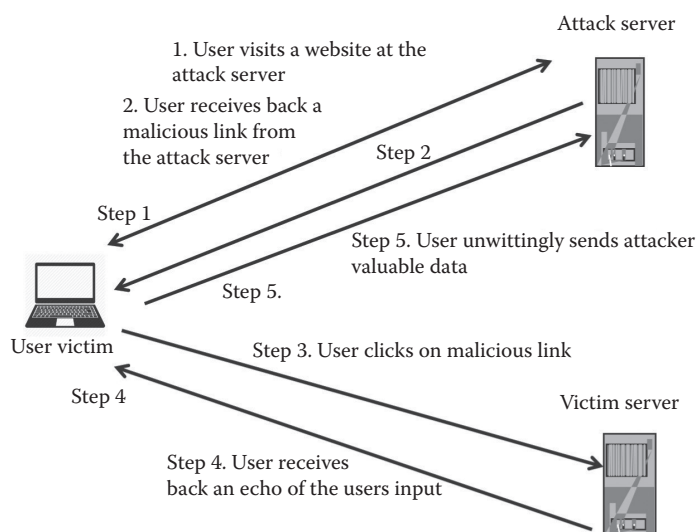 Attack server
1. User visits a website at the
attack server
2. User receives back a
malicious link from
the attack server
Step 2
Step 1
Step 5. User unwittingly sends attacker
valuable data
Step 5.
User victim
Step 3. User clicks on malicious link
Step 4
Victim server
Step 4. User receives
back an echo of the users input